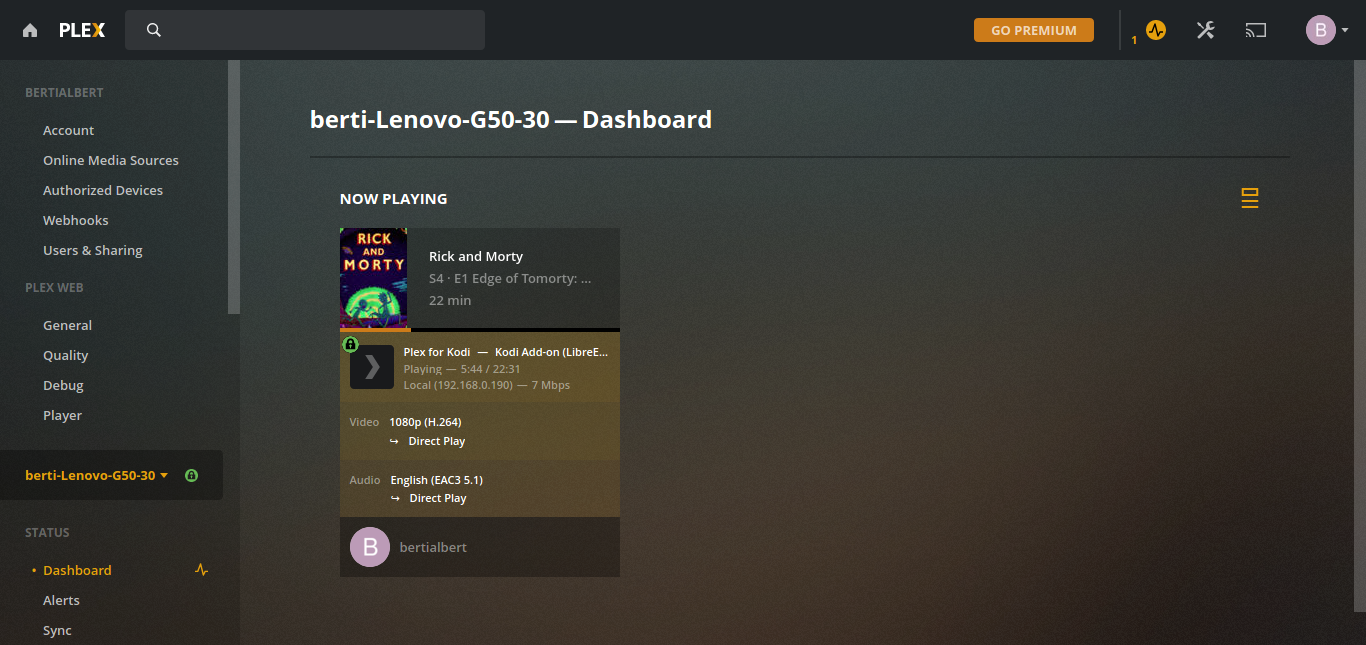 PLEX
GO PREMIUM
1
B
BERTIALBERT
Account
Online Media Sources
Authorized Devices
Webhooks
Users & Sharing
PLEX WEB
General
Quality
Debug
Player
berti-Lenovo-G50-30
STATUS
Dashboard
Alerts
Sync
berti-Lenovo-G50-30 — Dashboard
NOW PLAYING
RICK
AND
MORTY
Rick and Morty
S4 · E1 Edge of Tomorty: ...
22 min
Plex for Kodi — Kodi Add-on (LibreE...
Playing — 5:44 / 22:31
Local (192.168.0.190) — 7 Mbps
Video 1080p (H.264)
↪ Direct Play
Audio English (EAC3 5.1)
↪ Direct Play
B bertialbert